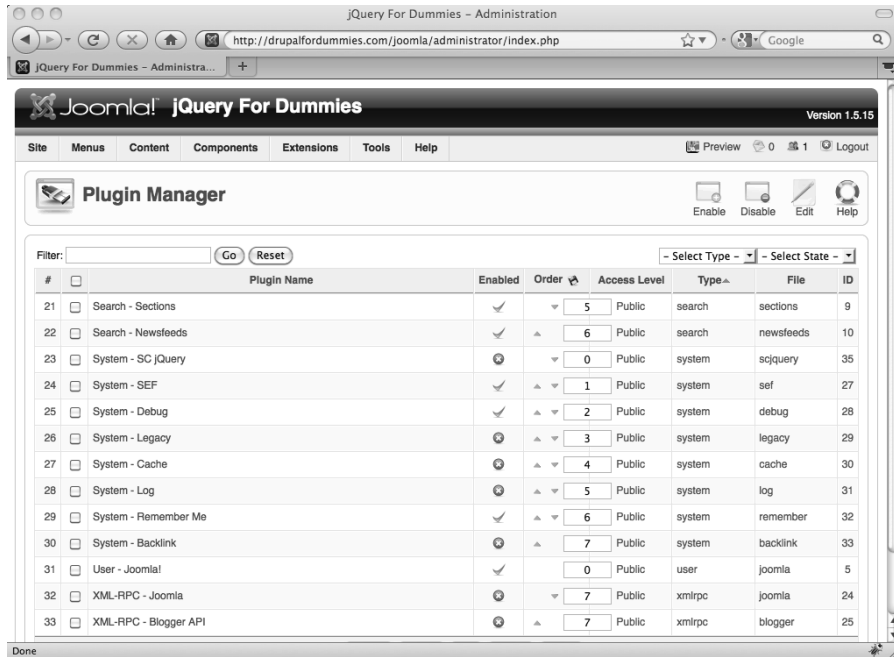 jQuery For Dummies – Administration
http://drupalfordummies.com/joomla/administrator/index.php
Google
jQuery For Dummies – Administra...
+
Joomla! jQuery For Dummies
Version 1.5.15
Site Menus Content Components Extensions Tools Help Preview 0 1 Logout
Plugin Manager
Enable Disable Edit Help
Filter: Go Reset – Select Type – – Select State –
# Plugin Name Enabled Order Access Level Type File ID
21 Search - Sections 5 Public search sections 9
22 Search - Newsfeeds 6 Public search newsfeeds 10
23 System - SC jQuery 0 Public system scjquery 35
24 System - SEF 1 Public system sef 27
25 System - Debug 2 Public system debug 28
26 System - Legacy 3 Public system legacy 29
27 System - Cache 4 Public system cache 30
28 System - Log 5 Public system log 31
29 System - Remember Me 6 Public system remember 32
30 System - Backlink 7 Public system backlink 33
31 User - Joomla! 0 Public user joomla 5
32 XML-RPC - Joomla 7 Public xmlrpc joomla 24
33 XML-RPC - Blogger API 7 Public xmlrpc blogger 25
Done